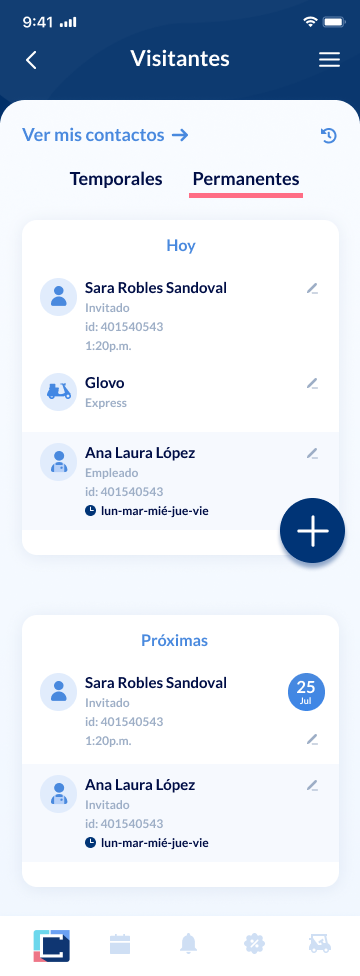 9:41
Visitantes
Ver mis contactos
Temporales
Permanentes
Hoy
Sara Robles Sandoval
Invitado
id: 401540543
1:20p.m.
Glovo
Express
Ana Laura López
Empleado
id: 401540543
lun-mar-mié-jue-vie
Próximas
Sara Robles Sandoval
25
Jul
Invitado
id: 401540543
1:20p.m.
Ana Laura López
Invitado
id: 401540543
lun-mar-mié-jue-vie